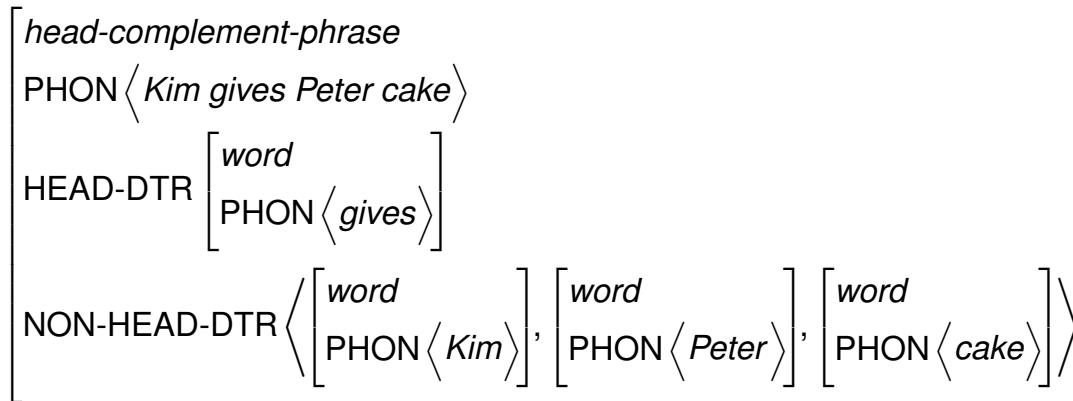 head-complement-phrase
PHON ⟨Kim gives Peter cake⟩
HEAD-DTR [word
PHON ⟨gives⟩]
NON-HEAD-DTR ⟨[word PHON ⟨Kim⟩], [word PHON ⟨Peter⟩], [word PHON ⟨cake⟩]⟩